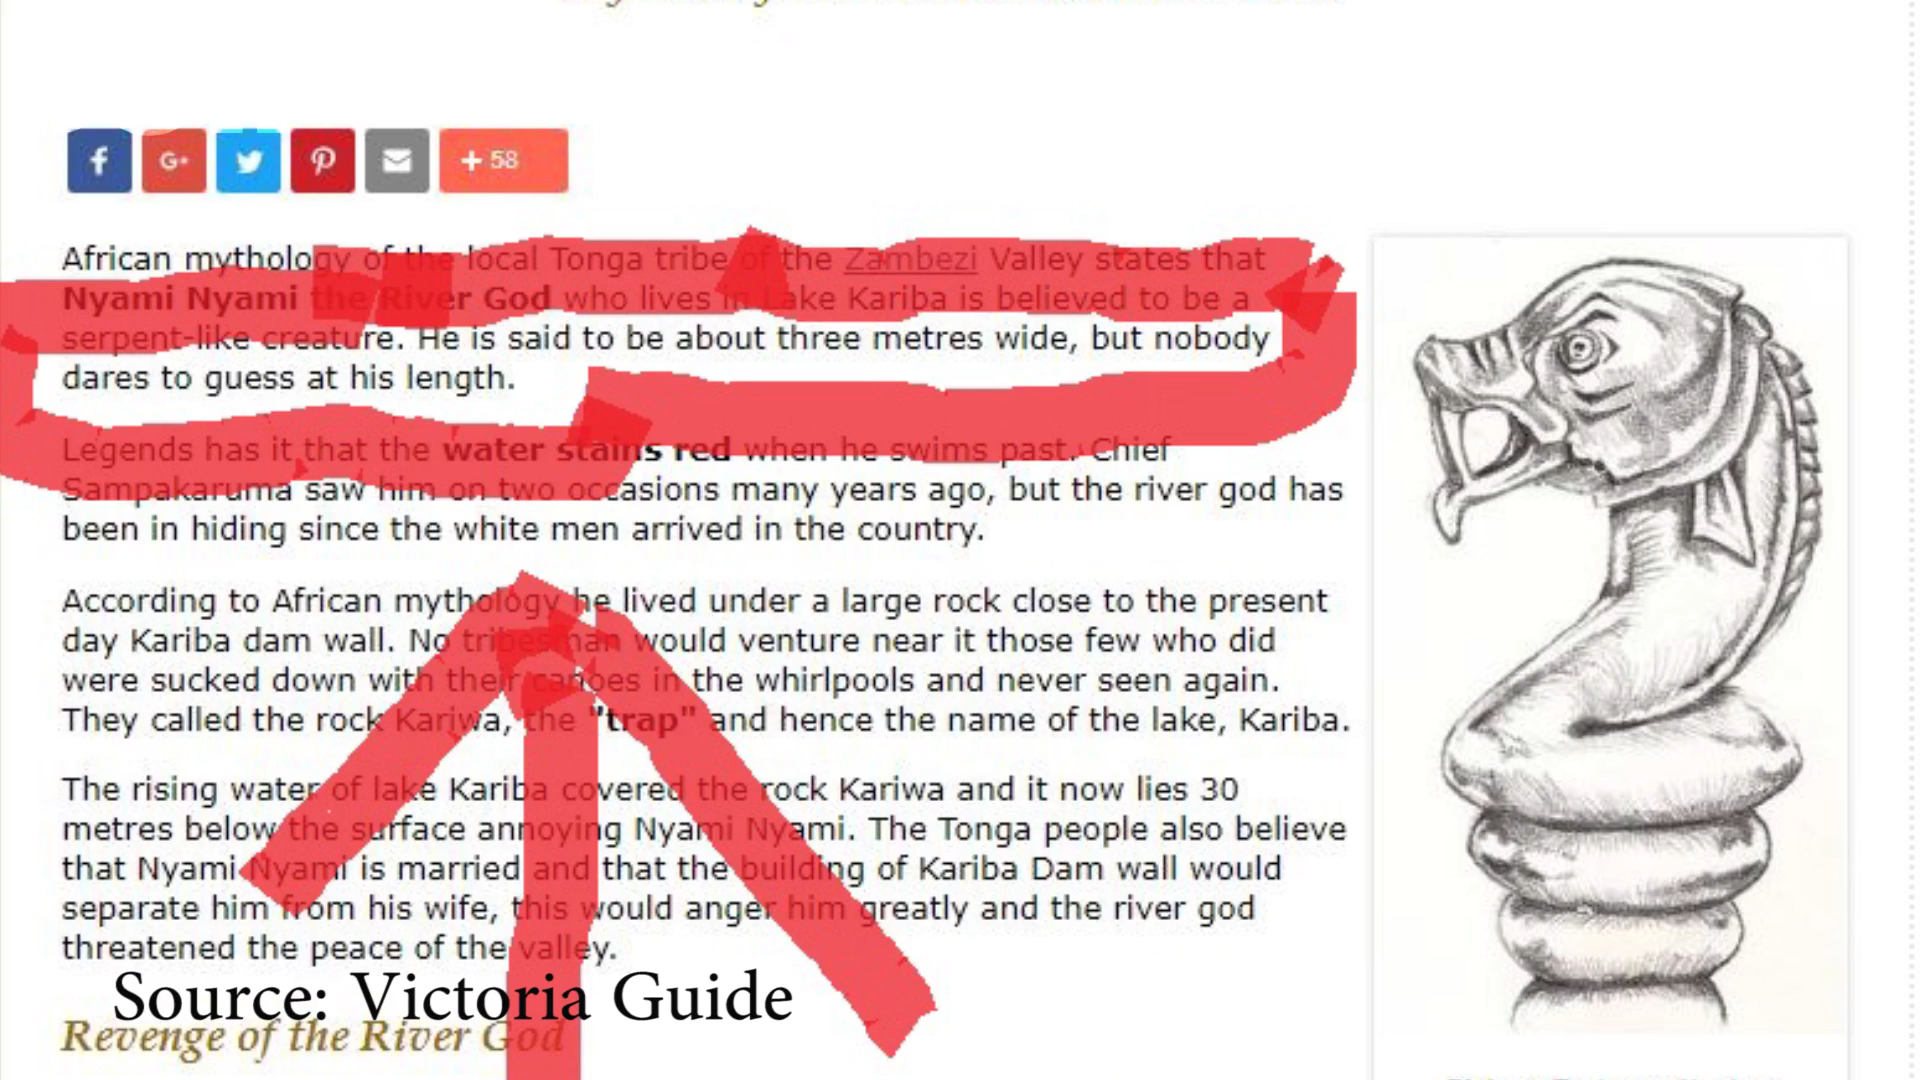 f G+ + 58
African mythology of the local Tonga tribe of the Zambezi Valley states that
Nyami Nyami the River God who lives in Lake Kariba is believed to be a
serpent-like creature. He is said to be about three metres wide, but nobody
dares to guess at his length.
Legends has it that the water stains red when he swims past. Chief
Sampakaruma saw him on two occasions many years ago, but the river god has
been in hiding since the white men arrived in the country.
According to African mythology he lived under a large rock close to the present
day Kariba dam wall. No tribesman would venture near it those few who did
were sucked down with their canoes in the whirlpools and never seen again.
They called the rock Kariwa, the "trap" and hence the name of the lake, Kariba.
The rising water of lake Kariba covered the rock Kariwa and it now lies 30
metres below the surface annoying Nyami Nyami. The Tonga people also believe
that Nyami Nyami is married and that the building of Kariba Dam wall would
separate him from his wife, this would anger him greatly and the river god
threatened the peace of the valley.
Source: Victoria Guide
Revenge of the River God